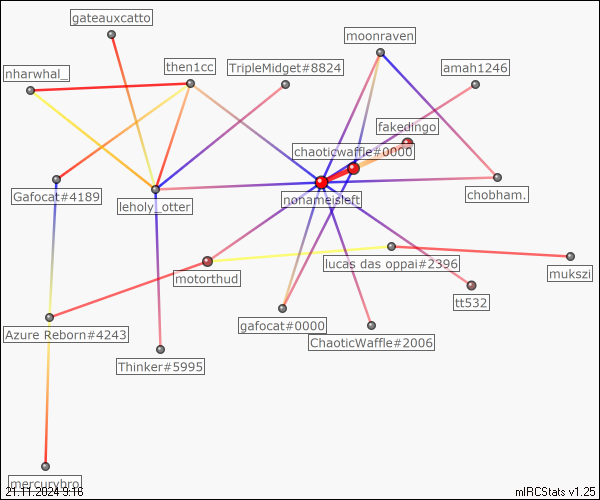 gateauxcatto
moonraven
then1cc
nharwhal_
TripleMidget#8824
amah1246
fakedingo
chaoticwaffle#0000
Gafocat#4189
leholy_otter
nonameisleft
chobham.
lucas das oppai#2396
motorthud
mukszi
tt532
gafocat#0000
Azure Reborn#4243
ChaoticWaffle#2006
Thinker#5995
mercurybro
21.11.2024 9:16
mIRCStats v1.25